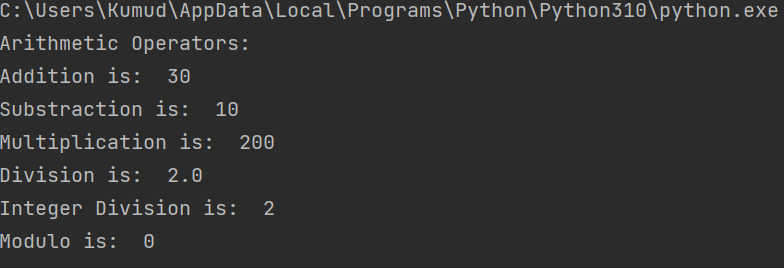 C:\Users\Kumud\AppData\Local\Programs\Python\Python310\python.exe
Arithmetic Operators:
Addition is:  30
Substraction is:  10
Multiplication is:  200
Division is:  2.0
Integer Division is:  2
Modulo is:  0